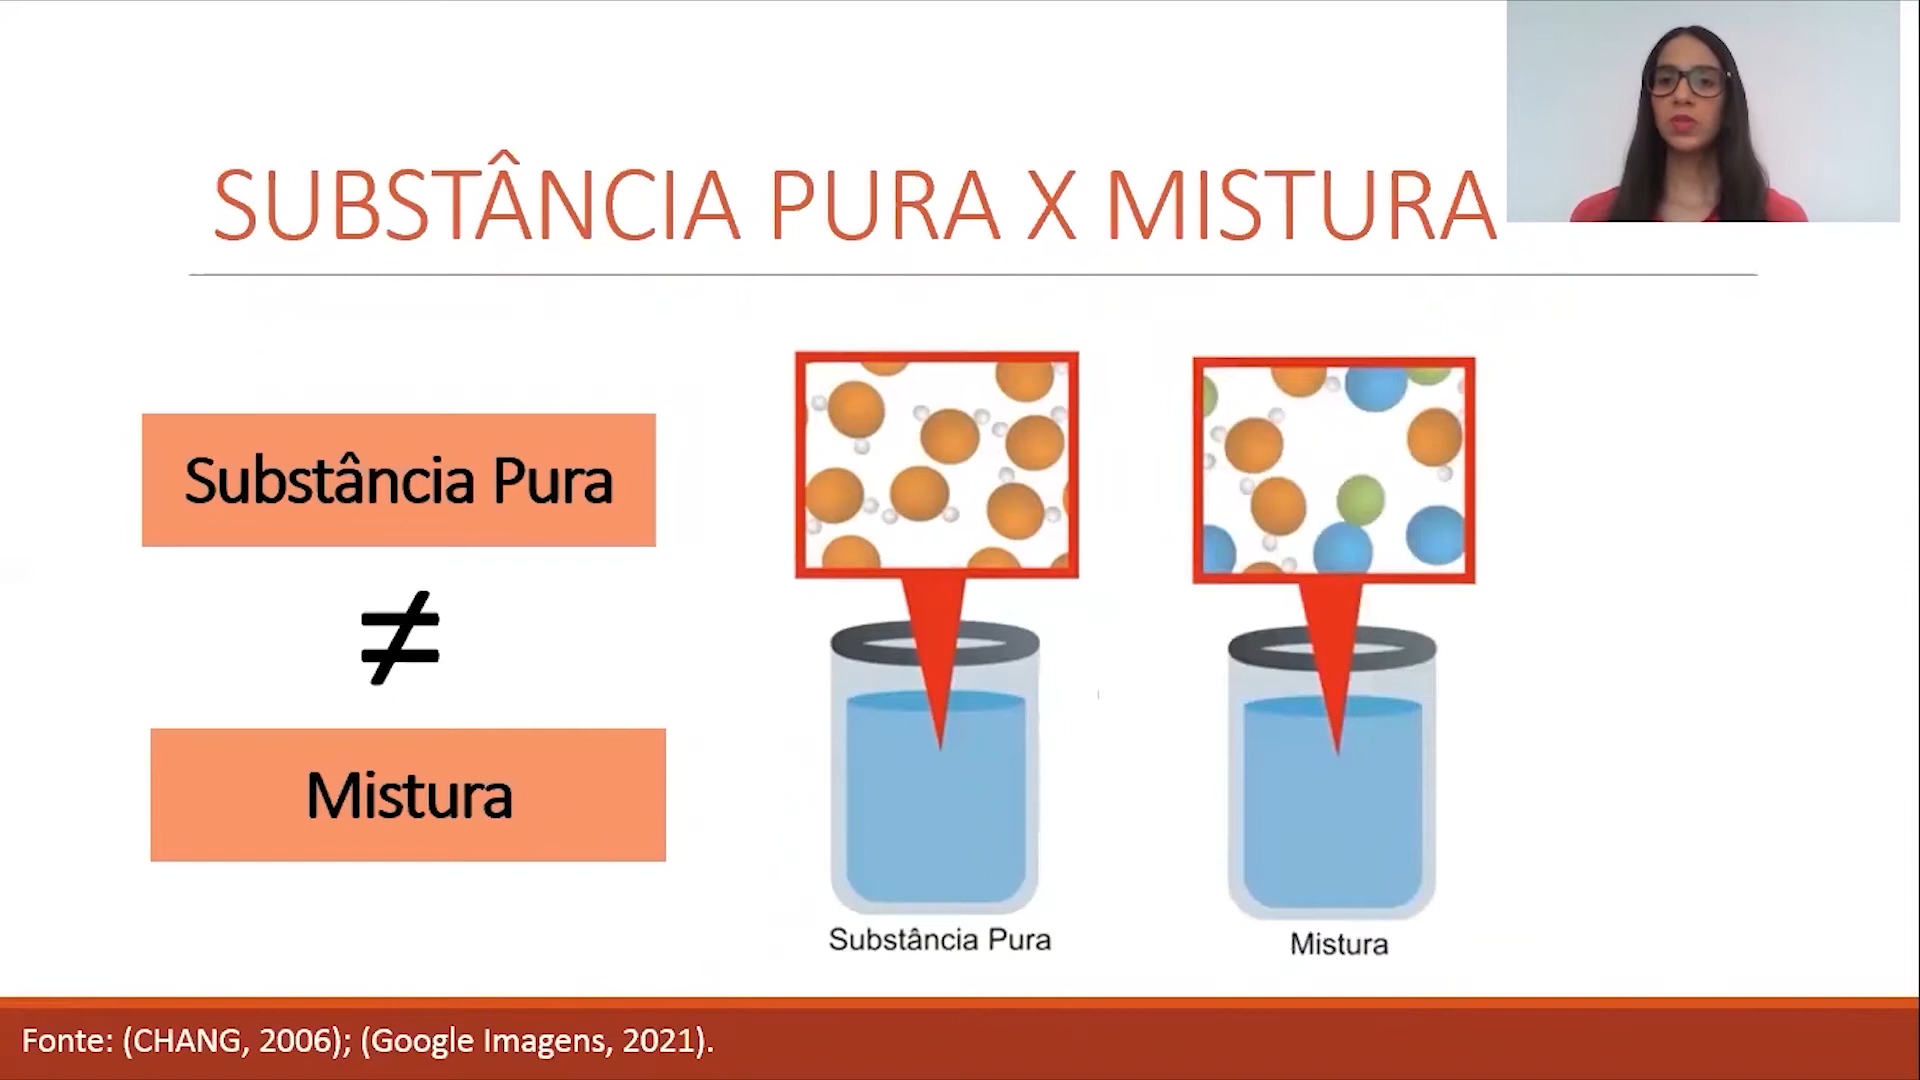 SUBSTÂNCIA PURA X MISTURA
Substância Pura
≠
Mistura
Substância Pura
Mistura
Fonte: (CHANG, 2006); (Google Imagens, 2021).